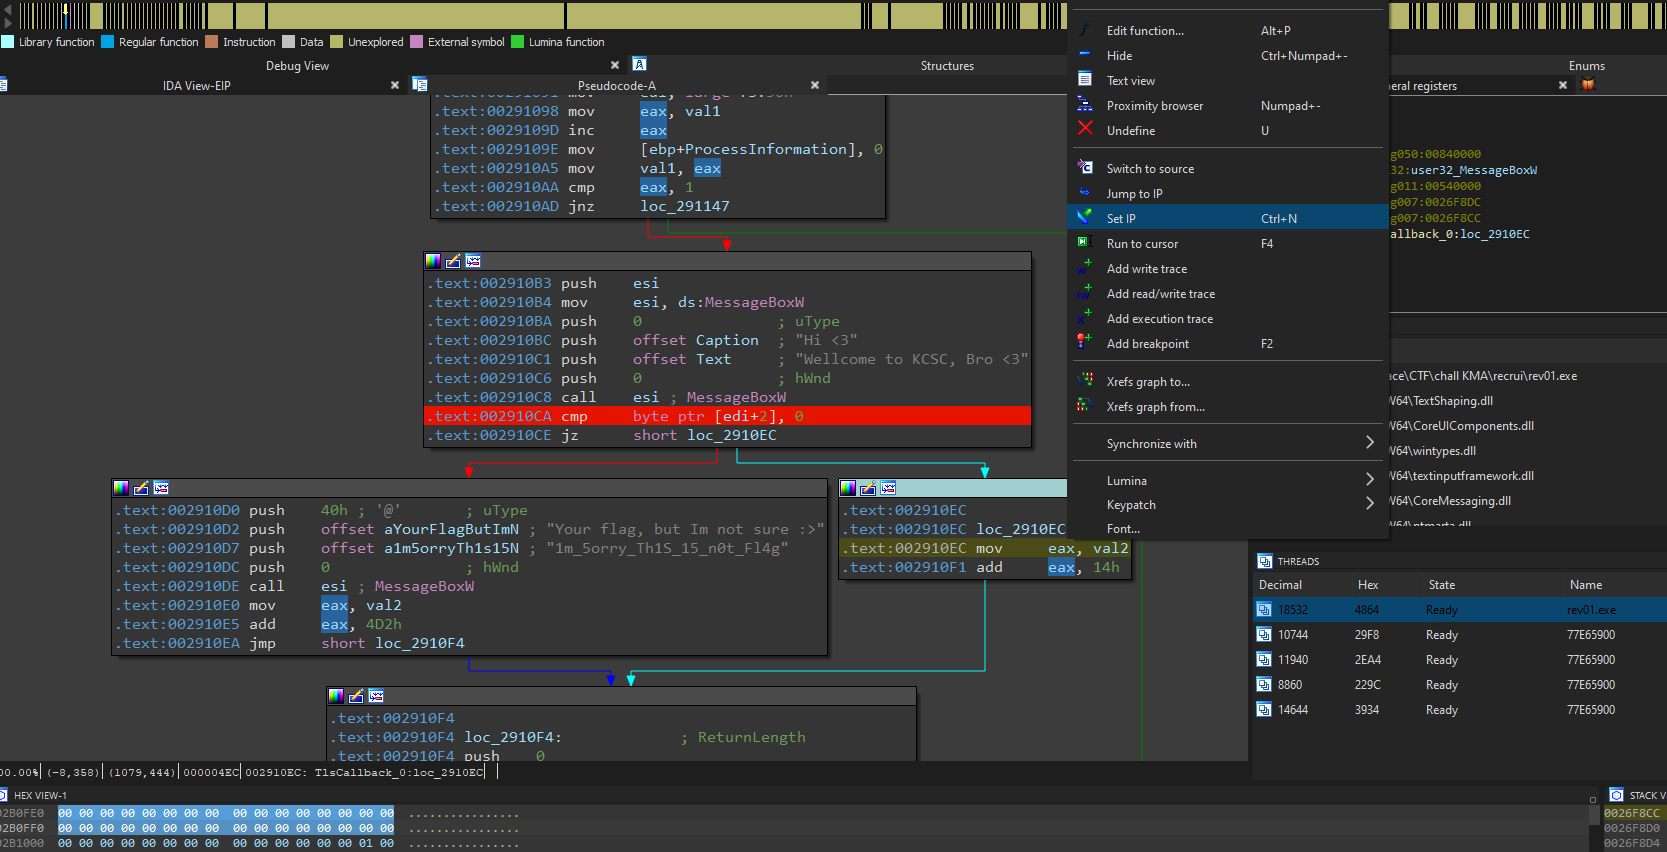 Library function Regular function Instruction Data Unexplored External symbol Lumina function
Debug View
Structures
Enums
IDA View-EIP
Pseudocode-A
neral registers
.text:00291098 mov eax, val1
.text:0029109D inc eax
.text:0029109E mov [ebp+ProcessInformation], 0
.text:002910A5 mov val1, eax
.text:002910AA cmp eax, 1
.text:002910AD jnz loc_291147
.text:002910B3 push esi
.text:002910B4 mov esi, ds:MessageBoxW
.text:002910BA push 0 ; uType
.text:002910BC push offset Caption ; "Hi <3"
.text:002910C1 push offset Text ; "Wellcome to KCSC, Bro <3"
.text:002910C6 push 0 ; hWnd
.text:002910C8 call esi ; MessageBoxW
.text:002910CA cmp byte ptr [edi+2], 0
.text:002910CE jz short loc_2910EC
.text:002910D0 push 40h ; '@' ; uType
.text:002910D2 push offset aYourFlagButImN ; "Your flag, but Im not sure :>"
.text:002910D7 push offset a1m5orryTh1s15N ; "1m_5orry_Th1S_15_n0t_Fl4g"
.text:002910DC push 0 ; hWnd
.text:002910DE call esi ; MessageBoxW
.text:002910E0 mov eax, val2
.text:002910E5 add eax, 4D2h
.text:002910EA jmp short loc_2910F4
.text:002910EC
.text:002910EC loc_2910EC
.text:002910EC mov eax, val2
.text:002910F1 add eax, 14h
.text:002910F4
.text:002910F4 loc_2910F4: ; ReturnLength
.text:002910F4 push 0
Edit function... Alt+P
Hide Ctrl+Numpad+-
Text view
Proximity browser Numpad+-
Undefine U
Switch to source
Jump to IP
Set IP Ctrl+N
Run to cursor F4
Add write trace
Add read/write trace
Add execution trace
Add breakpoint F2
Xrefs graph to...
Xrefs graph from...
Synchronize with
Lumina
Keypatch
Font...
g050:00840000
32:user32_MessageBoxW
g011:00540000
g007:0026F8DC
g007:0026F8CC
allback_0:loc_2910EC
ace\CTF\chall KMA\recrui\rev01.exe
W64\TextShaping.dll
W64\CoreUIComponents.dll
W64\wintypes.dll
W64\textinputframework.dll
W64\CoreMessaging.dll
W64\ntmarta.dll
THREADS
Decimal Hex State Name
18532 4864 Ready rev01.exe
10744 29F8 Ready 77E65900
11940 2EA4 Ready 77E65900
8860 229C Ready 77E65900
14644 3934 Ready 77E65900
00.00% (-8,358) (1079,444) 000004EC 002910EC: TlsCallback_0:loc_2910EC
HEX VIEW-1
02B0FE0 00 00 00 00 00 00 00 00 00 00 00 00 00 00 00 00 ................
02B0FF0 00 00 00 00 00 00 00 00 00 00 00 00 00 00 00 00 ................
02B1000 00 00 00 00 00 00 00 00 00 00 00 00 00 00 01 00 ................
STACK V
0026F8CC
0026F8D0
0026F8D4